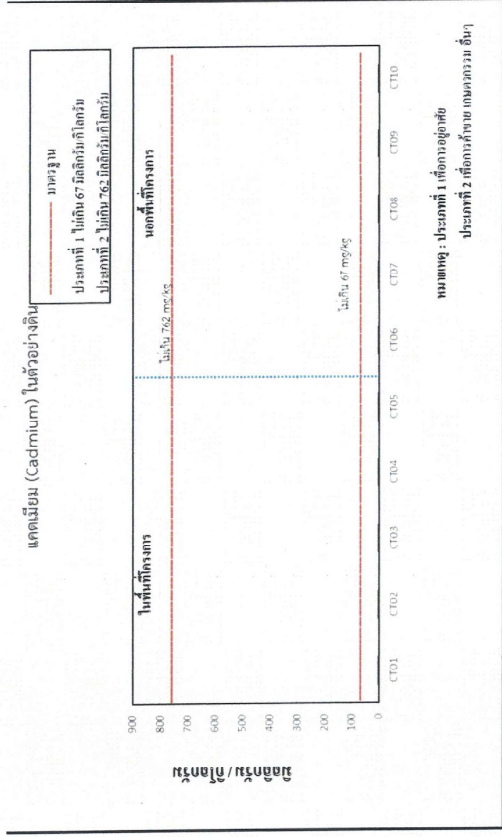 แคดเมียม (Cadmium) ในตัวอย่างดิน
มาตรฐาน
ประเภทที่ 1 ไม่เกิน 67 มิลลิกรัม/กิโลกรัม
ประเภทที่ 2 ไม่เกิน 762 มิลลิกรัม/กิโลกรัม
มิลลิกรัม / กิโลกรัม
900
800
700
600
500
400
300
200
100
0
ในพื้นที่โครงการ
นอกพื้นที่โครงการ
ไม่เกิน 762 mg/kg
ไม่เกิน 67 mg/kg
CT01 CT02 CT03 CT04 CT05 CT06 CT07 CT08 CT09 CT10
หมายเหตุ : ประเภทที่ 1 เพื่อการอยู่อาศัย
ประเภทที่ 2 เพื่อการค้าขาย เกษตรกรรม อื่นๆ